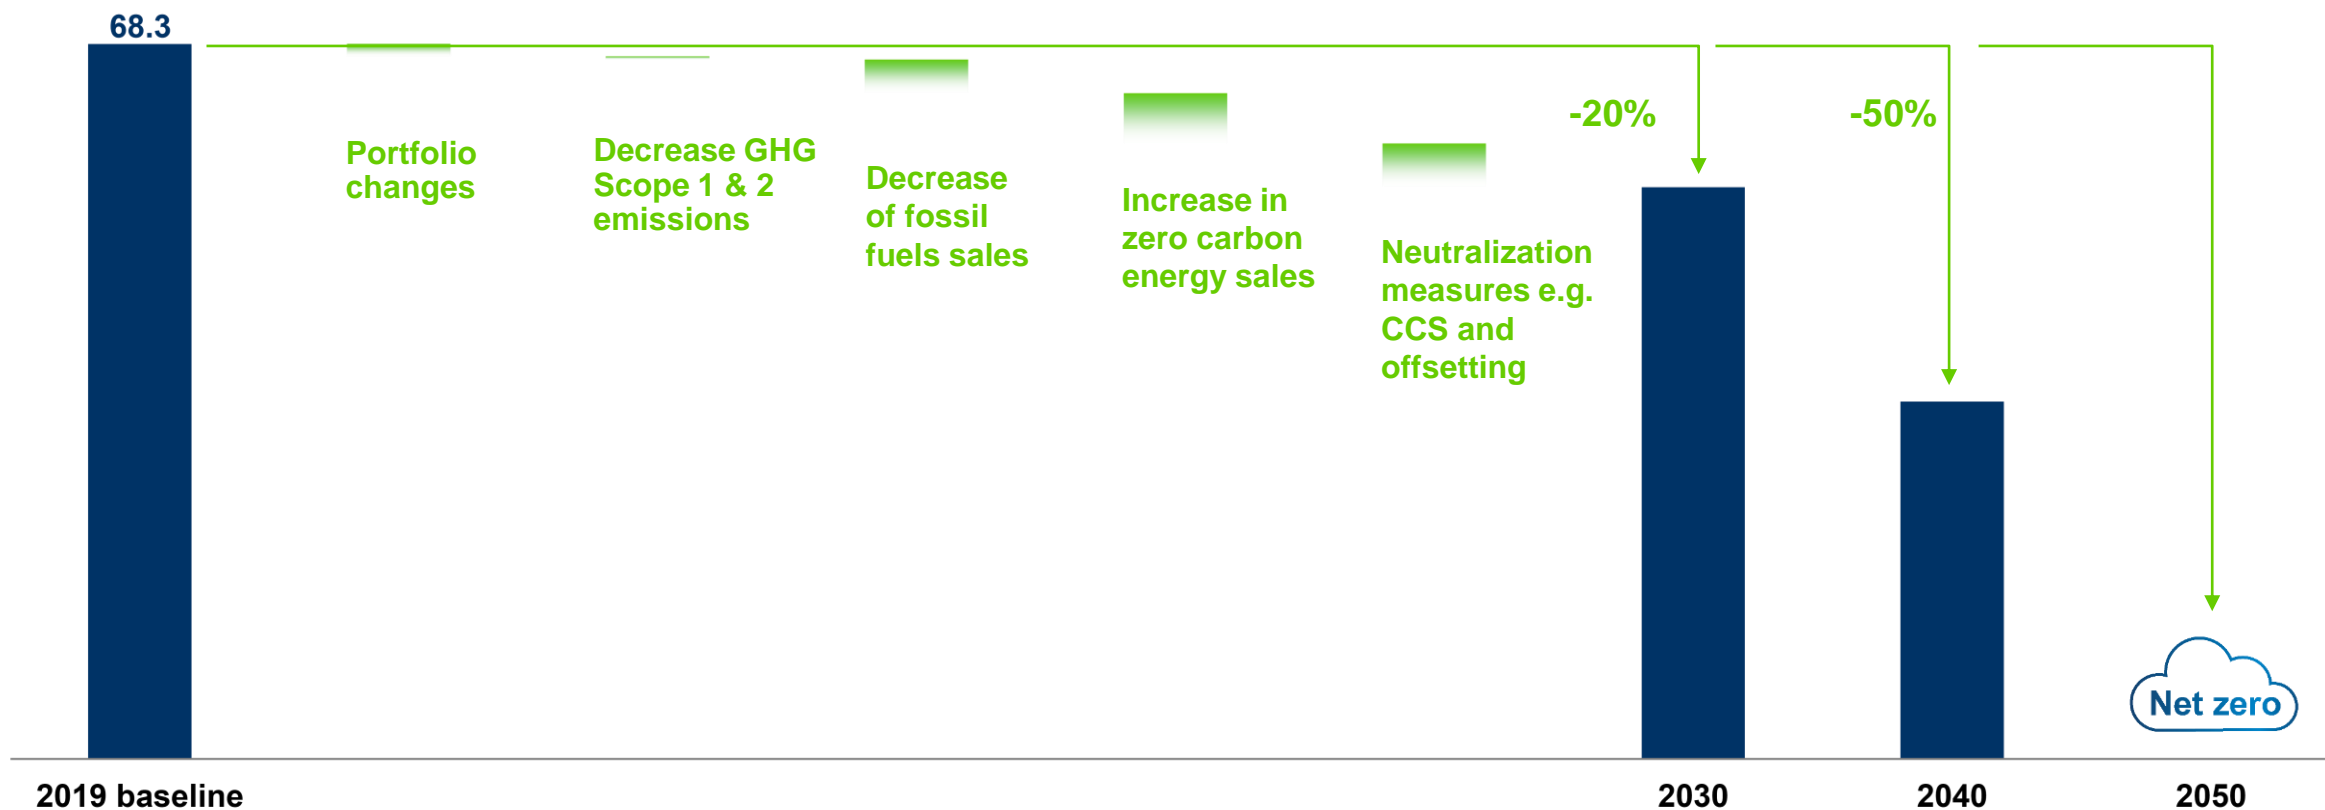 68.3
Portfolio
changes
Decrease GHG
Scope 1 & 2
emissions
Decrease
of fossil
fuels sales
Increase in
zero carbon
energy sales
Neutralization
measures e.g.
CCS and
offsetting
-20%
-50%
Net zero
2019 baseline
2030
2040
2050